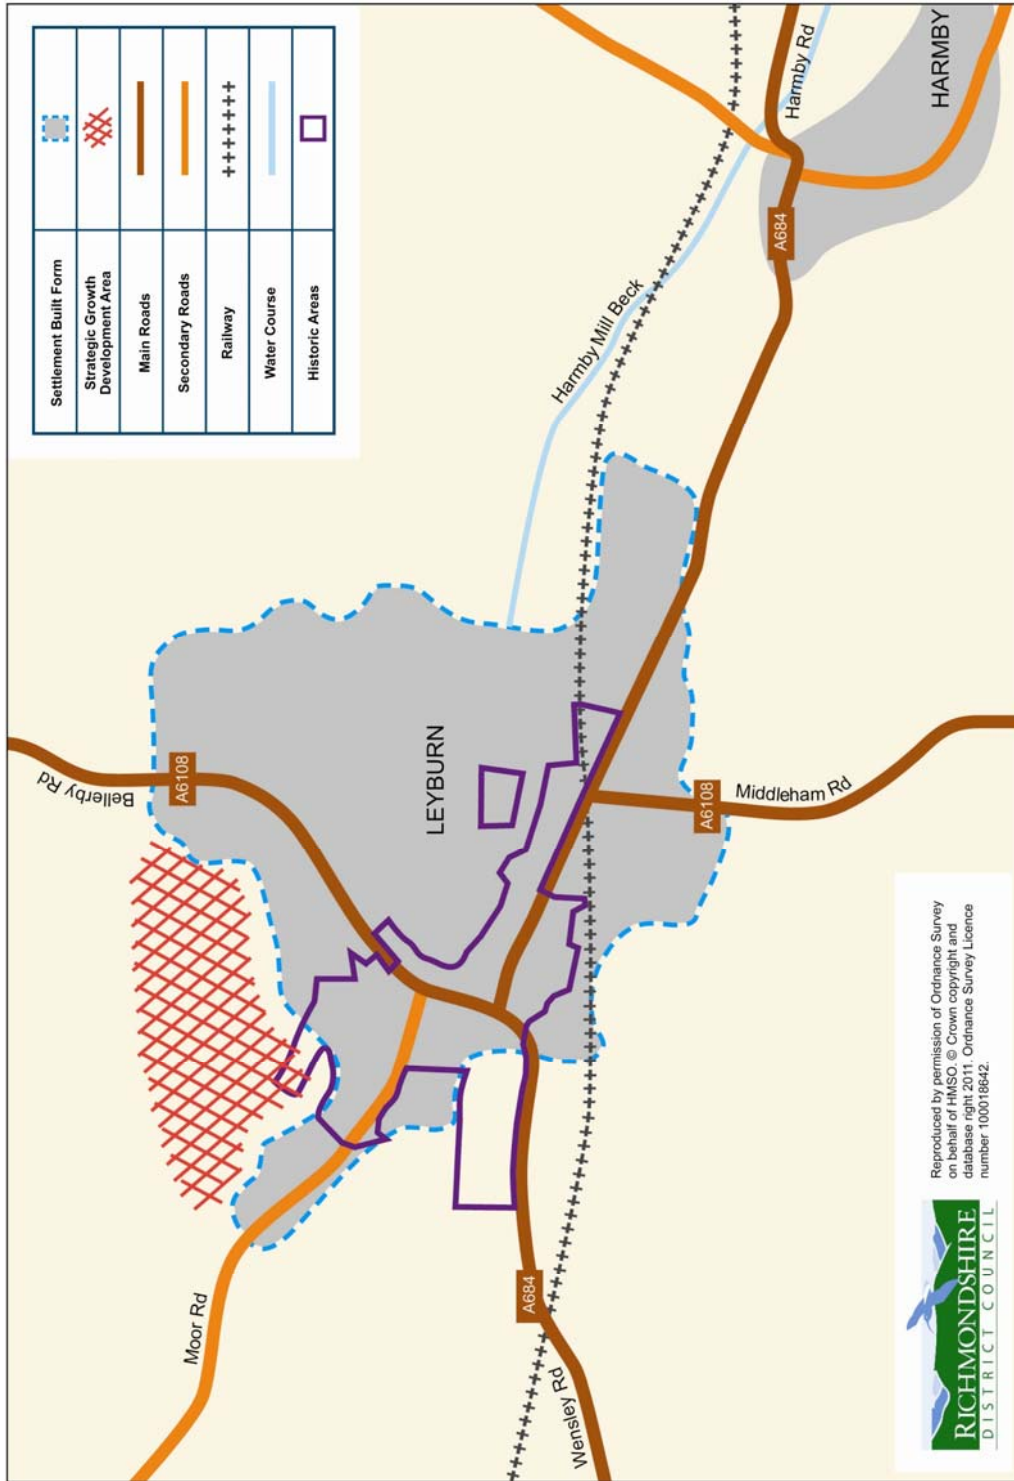 Settlement Built Form
Strategic Growth
Development Area
Main Roads
Secondary Roads
Railway
Water Course
Historic Areas
Bellerby Rd
A6108
Moor Rd
LEYBURN
Harmby Mill Beck
HARMBY
Harmby Rd
A684
A6108
Middleham Rd
A684
Wensley Rd
RICHMONDSHIRE
DISTRICT COUNCIL
Reproduced by permission of Ordnance Survey
on behalf of HMSO. © Crown copyright and
database right 2011. Ordnance Survey Licence
number 100018642.